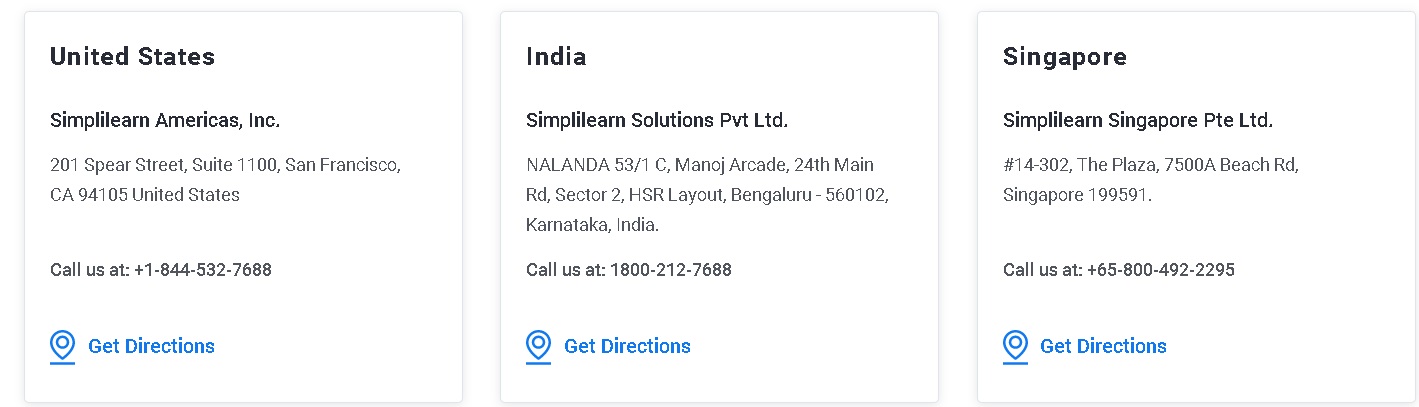 United States
Simplilearn Americas, Inc.
201 Spear Street, Suite 1100, San Francisco,
CA 94105 United States
Call us at: +1-844-532-7688
Get Directions
India
Simplilearn Solutions Pvt Ltd.
NALANDA 53/1 C, Manoj Arcade, 24th Main
Rd, Sector 2, HSR Layout, Bengaluru - 560102,
Karnataka, India.
Call us at: 1800-212-7688
Get Directions
Singapore
Simplilearn Singapore Pte Ltd.
#14-302, The Plaza, 7500A Beach Rd,
Singapore 199591.
Call us at: +65-800-492-2295
Get Directions